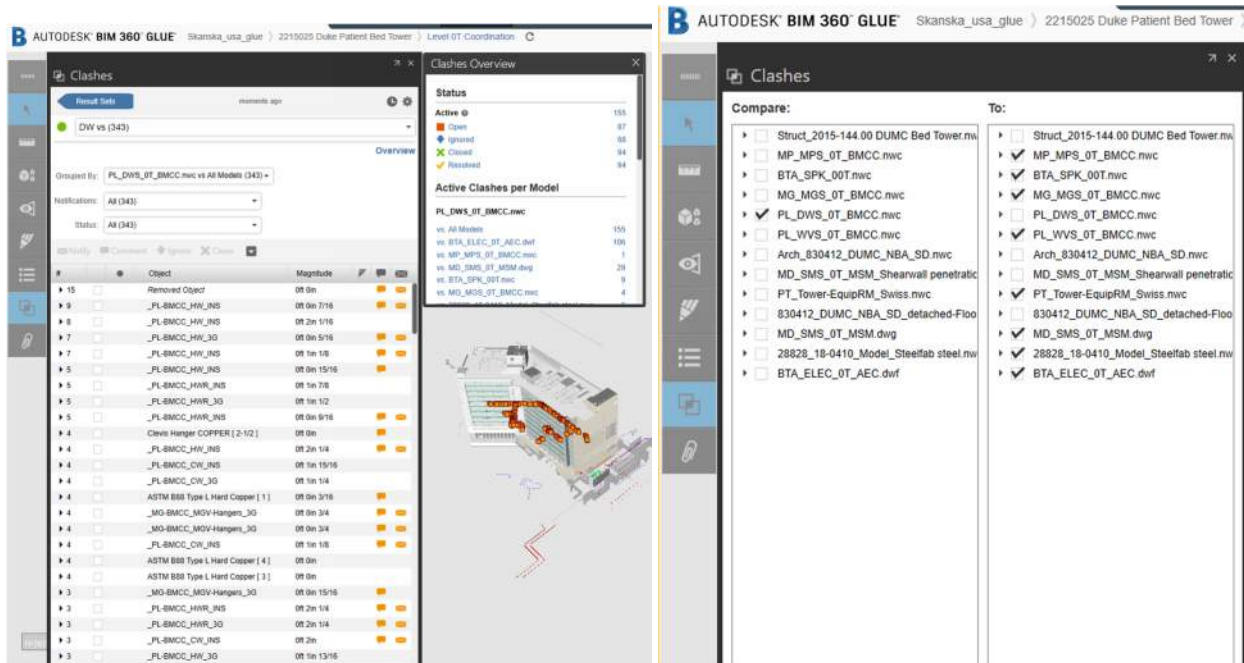 AUTODESK® BIM 360® GLUE® Skanska_usa_glue 2215025 Duke Patient Bed Tower Level 0T Coordination
Clashes
Result Sets
moments ago
DW vs (343)
Overview
Grouped By: PL_DWS_0T_BMCC.nwc vs All Models (343)
Notifications: All (343)
Status: All (343)
Notify Comment Ignore Close
# Object Magnitude
15 Removed Object 0ft 0in
9 _PL-BMCC_HW_INS 0ft 0in 7/16
8 _PL-BMCC_HW_INS 0ft 2in 1/16
7 _PL-BMCC_HW_3G 0ft 0in 5/16
7 _PL-BMCC_HW_INS 0ft 1in 1/8
5 _PL-BMCC_HW_INS 0ft 0in 15/16
5 _PL-BMCC_HWR_INS 0ft 1in 7/8
5 _PL-BMCC_HWR_3G 0ft 1in 1/2
5 _PL-BMCC_HWR_INS 0ft 0in 9/16
4 Clevis Hanger COPPER [ 2-1/2 ] 0ft 0in
4 _PL-BMCC_HW_INS 0ft 2in 1/4
4 _PL-BMCC_CW_INS 0ft 1in 15/16
4 _PL-BMCC_CW_3G 0ft 1in 1/4
4 ASTM B88 Type L Hard Copper [ 1 ] 0ft 0in 3/16
4 _MG-BMCC_MGV-Hangers_3G 0ft 0in 3/4
4 _MG-BMCC_MGV-Hangers_3G 0ft 0in 3/4
4 _PL-BMCC_CW_INS 0ft 1in 1/8
4 ASTM B88 Type L Hard Copper [ 4 ] 0ft 0in
4 ASTM B88 Type L Hard Copper [ 3 ] 0ft 0in
3 _MG-BMCC_MGV-Hangers_3G 0ft 0in 15/16
3 _PL-BMCC_HWR_INS 0ft 2in 1/4
3 _PL-BMCC_HWR_3G 0ft 2in 1/4
3 _PL-BMCC_CW_INS 0ft 2in
3 _PL-BMCC_HW_3G 0ft 1in 13/16
Clashes Overview
Status
Active 155
Open 87
Ignored 68
Closed 94
Resolved 94
Active Clashes per Model
PL_DWS_0T_BMCC.nwc
vs. All Models 155
vs. BTA_ELEC_0T_AEC.dwf 106
vs. MP_MPS_0T_BMCC.nwc 1
vs. MD_SMS_0T_MSM.dwg
vs. BTA_SPK_00T.nwc 9
vs. MG_MGS_0T_BMCC.nwc 4
AUTODESK® BIM 360® GLUE® Skanska_usa_glue 2215025 Duke Patient Bed Tower
Clashes
Compare:
Struct_2015-144.00 DUMC Bed Tower.nw
MP_MPS_0T_BMCC.nwc
BTA_SPK_00T.nwc
MG_MGS_0T_BMCC.nwc
PL_DWS_0T_BMCC.nwc
PL_WVS_0T_BMCC.nwc
Arch_830412_DUMC_NBA_SD.nwc
MD_SMS_0T_MSM_Shearwall penetratic
PT_Tower-EquipRM_Swiss.nwc
830412_DUMC_NBA_SD_detached-Floo
MD_SMS_0T_MSM.dwg
28828_18-0410_Model_Steelfab steel.nw
BTA_ELEC_0T_AEC.dwf
To:
Struct_2015-144.00 DUMC Bed Tower.nw
MP_MPS_0T_BMCC.nwc
BTA_SPK_00T.nwc
MG_MGS_0T_BMCC.nwc
PL_DWS_0T_BMCC.nwc
PL_WVS_0T_BMCC.nwc
Arch_830412_DUMC_NBA_SD.nwc
MD_SMS_0T_MSM_Shearwall penetratic
PT_Tower-EquipRM_Swiss.nwc
830412_DUMC_NBA_SD_detached-Floo
MD_SMS_0T_MSM.dwg
28828_18-0410_Model_Steelfab steel.nw
BTA_ELEC_0T_AEC.dwf